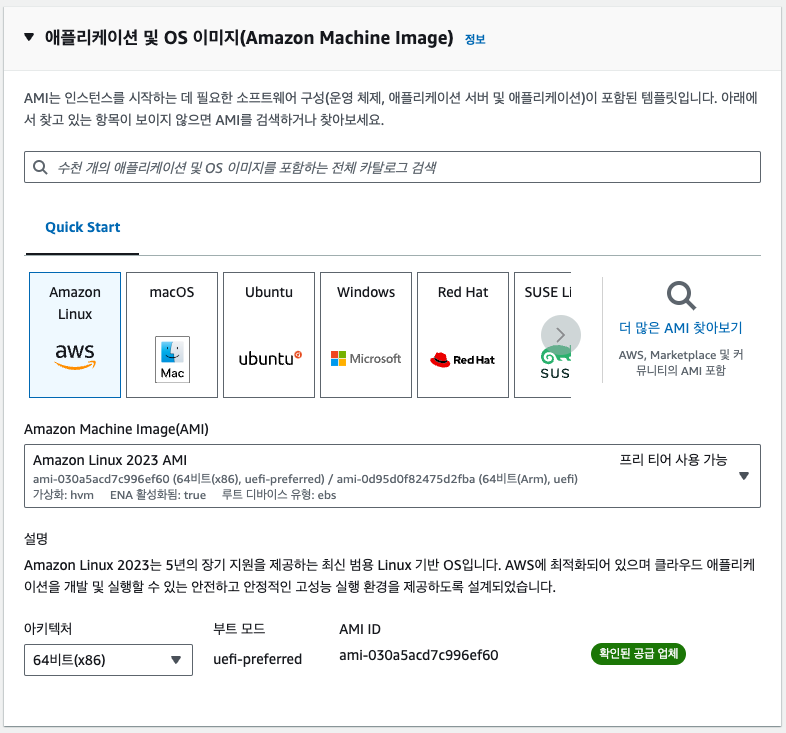 ▼ 애플리케이션 및 OS 이미지(Amazon Machine Image) 정보
AMI는 인스턴스를 시작하는 데 필요한 소프트웨어 구성(운영 체제, 애플리케이션 서버 및 애플리케이션)이 포함된 템플릿입니다. 아래에
서 찾고 있는 항목이 보이지 않으면 AMI를 검색하거나 찾아보세요.
수천 개의 애플리케이션 및 OS 이미지를 포함하는 전체 카탈로그 검색
Quick Start
Amazon
Linux
aws
macOS
Mac
Ubuntu
ubuntu
Windows
Microsoft
Red Hat
Red Hat
SUSE Li
SUS
더 많은 AMI 찾아보기
AWS, Marketplace 및 커
뮤니티의 AMI 포함
Amazon Machine Image(AMI)
Amazon Linux 2023 AMI
프리 티어 사용 가능
ami-030a5acd7c996ef60 (64비트(x86), uefi-preferred) / ami-0d95d0f82475d2fba (64비트(Arm), uefi)
가상화: hvm ENA 활성화됨: true 루트 디바이스 유형: ebs
설명
Amazon Linux 2023는 5년의 장기 지원을 제공하는 최신 범용 Linux 기반 OS입니다. AWS에 최적화되어 있으며 클라우드 애플리케
이션을 개발 및 실행할 수 있는 안전하고 안정적인 고성능 실행 환경을 제공하도록 설계되었습니다.
아키텍처
64비트(x86)
부트 모드
uefi-preferred
AMI ID
ami-030a5acd7c996ef60
확인된 공급 업체